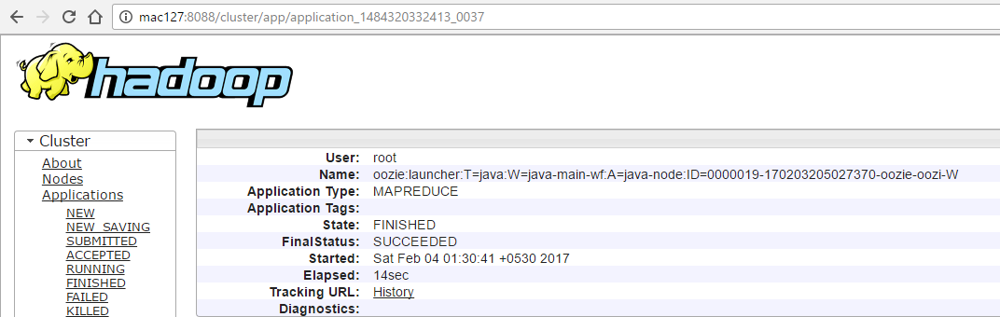 mac127:8088/cluster/app/application_1484320332413_0037
hadoop
Cluster
About
Nodes
Applications
NEW
NEW_SAVING
SUBMITTED
ACCEPTED
RUNNING
FINISHED
FAILED
KILLED
User: root
Name: oozie:launcher:T=java:W=java-main-wf:A=java-node:ID=0000019-170203205027370-oozie-oozi-W
Application Type: MAPREDUCE
Application Tags:
State: FINISHED
FinalStatus: SUCCEEDED
Started: Sat Feb 04 01:30:41 +0530 2017
Elapsed: 14sec
Tracking URL: History
Diagnostics: